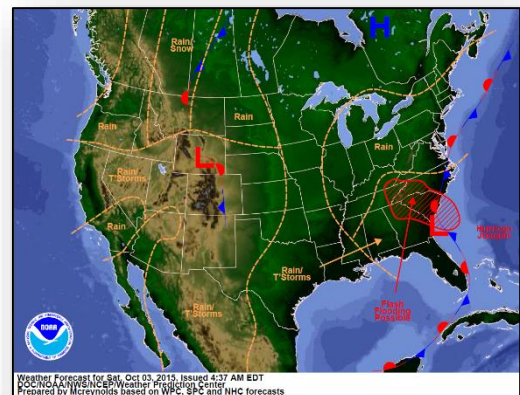 H
Rain/
Snow
Rain
Rain
Rain
L
Rain/
T'Storms
Rain
L
Hurricane
Joaquin
Rain/
T'Storms
Rain/
T'Storms
Flash
Flooding
Possible
NOAA
Weather Forecast for Sat, Oct 03, 2015, issued 4:37 AM EDT
DOC/NOAA/NWS/NCEP/Weather Prediction Center
Prepared by Mcreynolds based on WPC, SPC and NHC forecasts